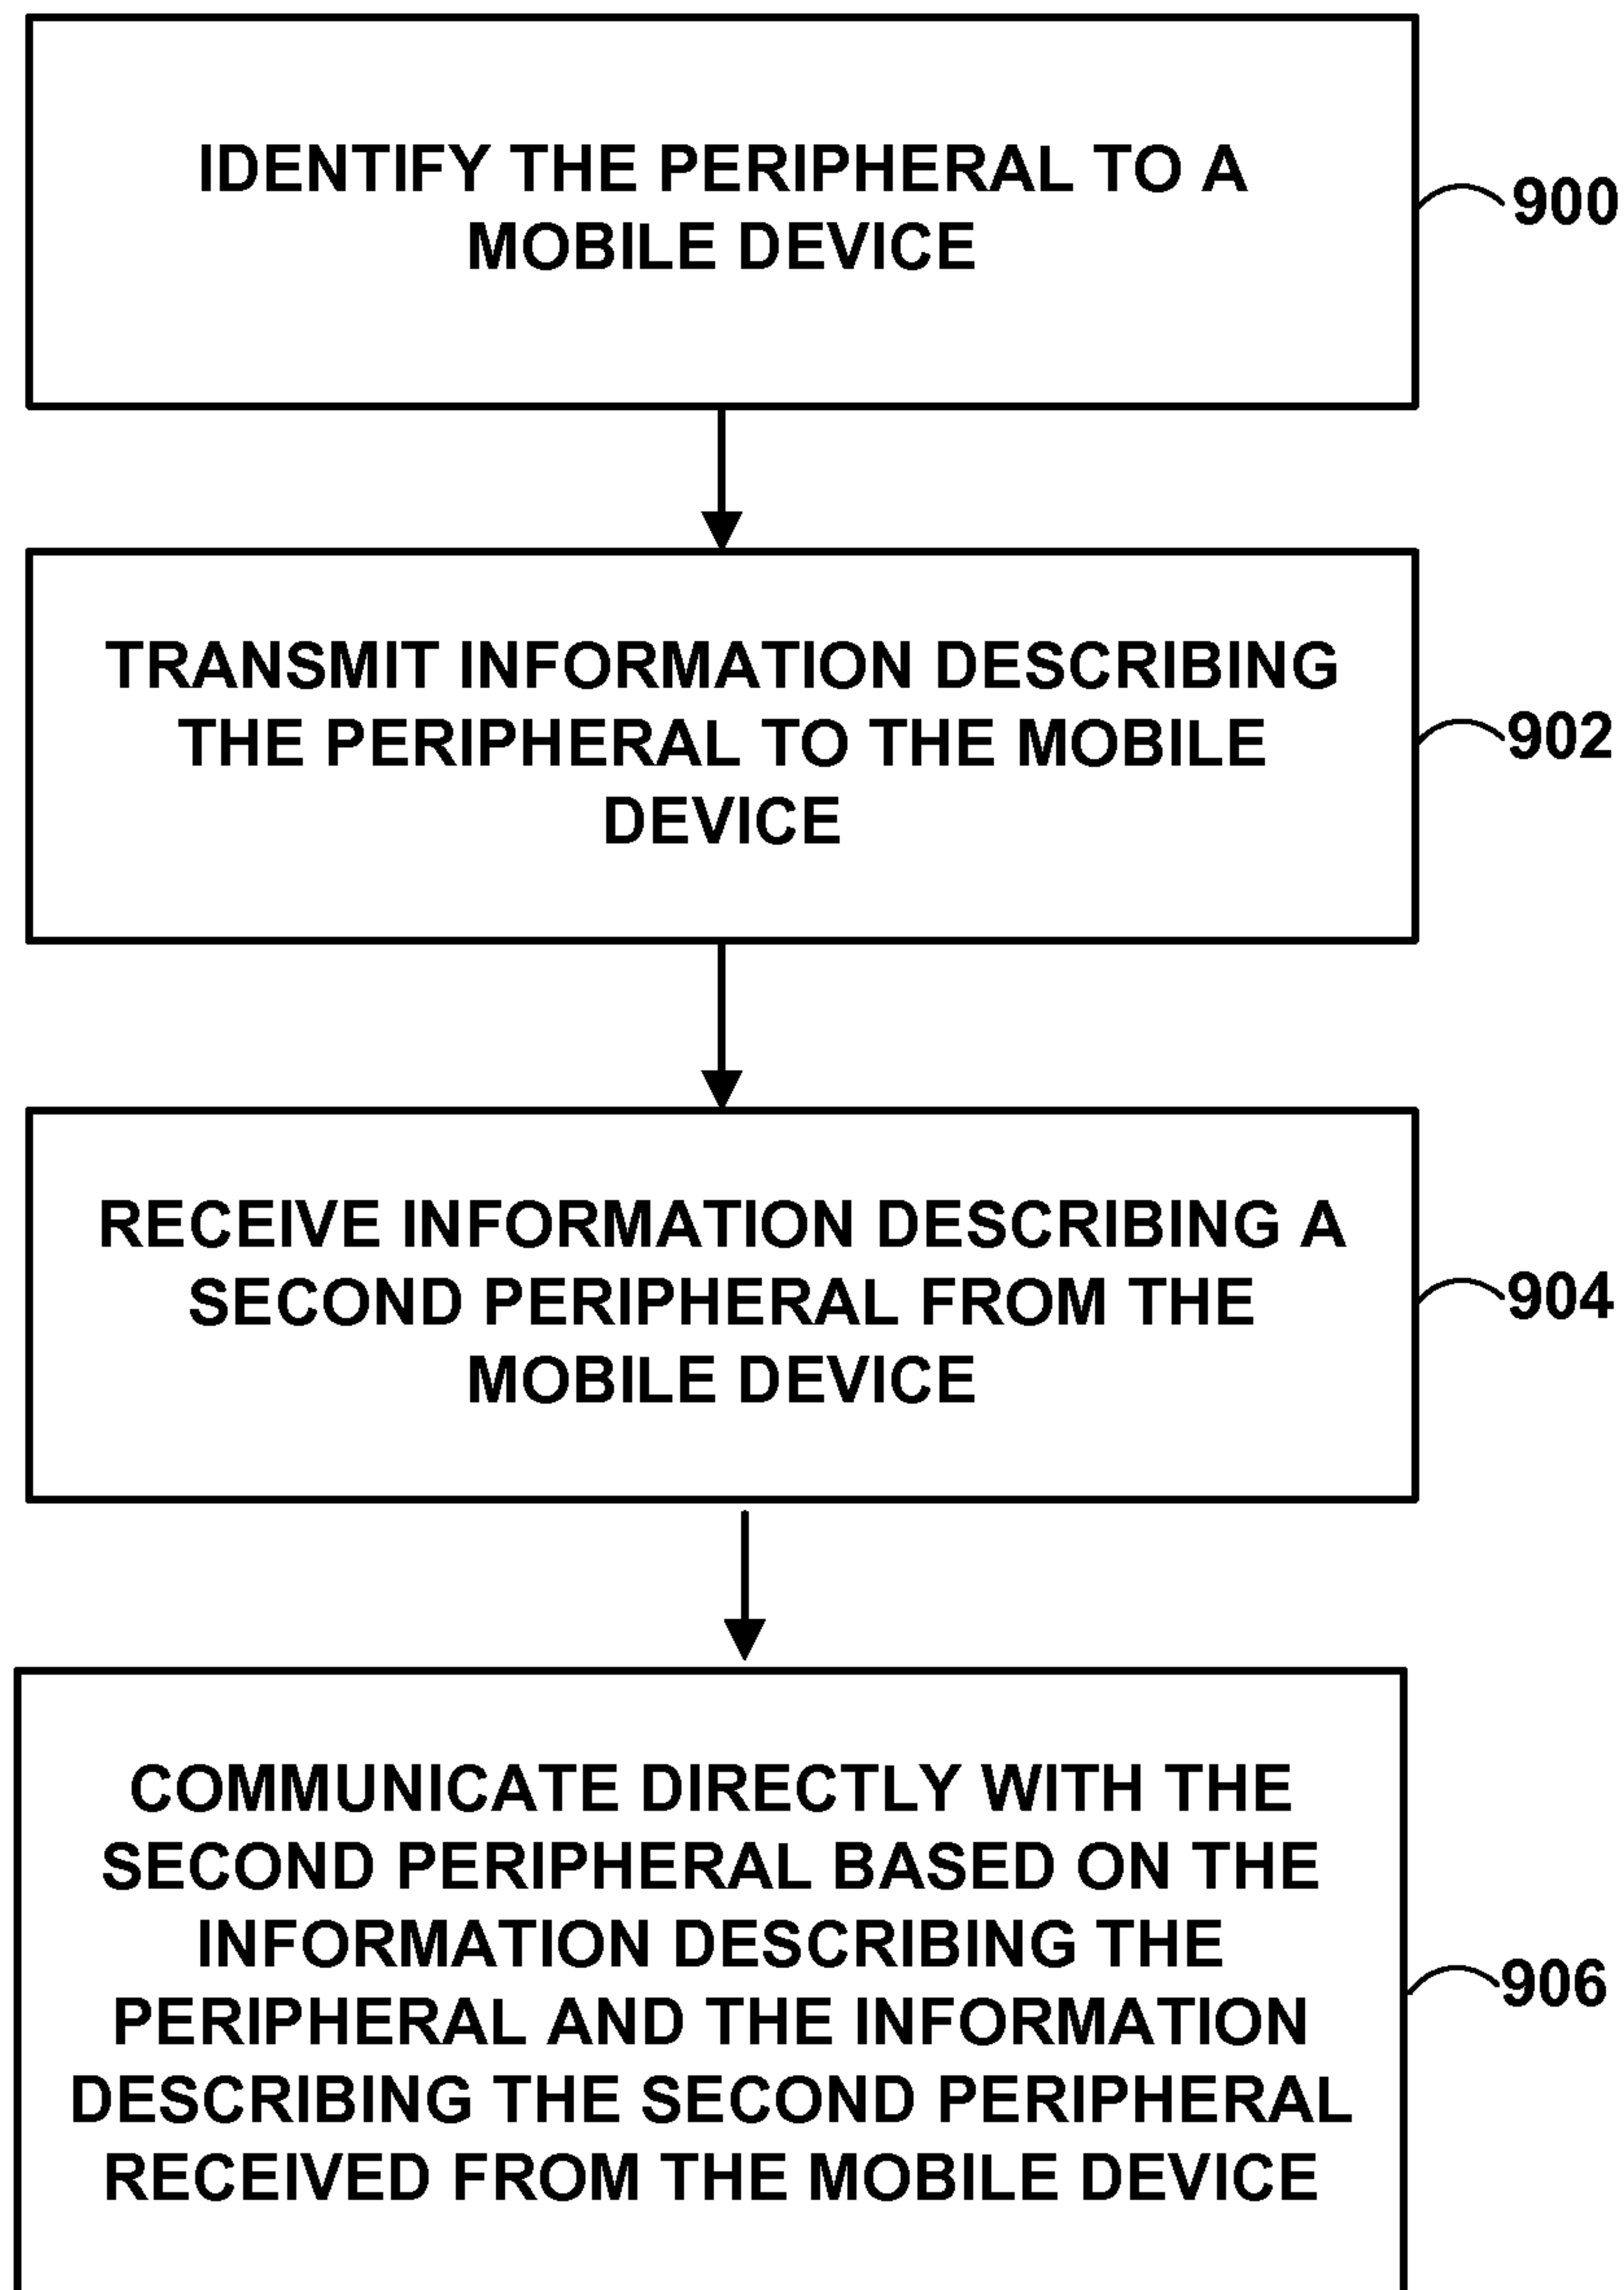 IDENTIFY THE PERIPHERAL TO A
MOBILE DEVICE
900
TRANSMIT INFORMATION DESCRIBING
THE PERIPHERAL TO THE MOBILE
DEVICE
902
RECEIVE INFORMATION DESCRIBING A
SECOND PERIPHERAL FROM THE
MOBILE DEVICE
904
COMMUNICATE DIRECTLY WITH THE
SECOND PERIPHERAL BASED ON THE
INFORMATION DESCRIBING THE
PERIPHERAL AND THE INFORMATION
DESCRIBING THE SECOND PERIPHERAL
RECEIVED FROM THE MOBILE DEVICE
906